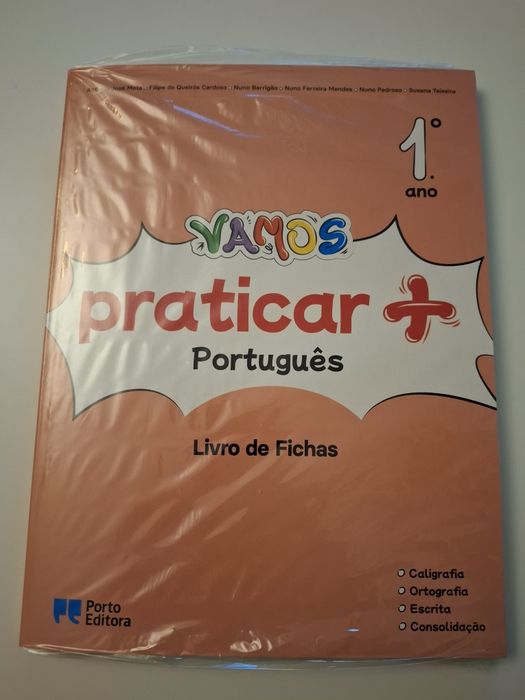 José Mota • Filipe de Queirós Cardoso • Nuno Barrigão • Nuno Ferreira Mendes • Nuno Pedroso • Susana Teixeira
1.º
ano
VAMOS
praticar +
Português
Livro de Fichas
Caligrafia
Ortografia
Escrita
Consolidação
Porto
Editora